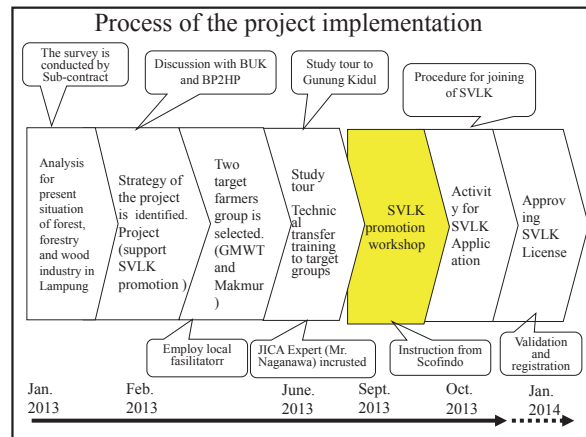 Process of the project implementation
The survey is
conducted by
Sub-contract
Discussion with BUK
and BP2HP
Study tour to
Gunung Kidul
Procedure for joining
of SVLK
Analysis
for
present
situation
of forest,
forestry
and wood
industry in
Lampung
Strategy of
the project
is identified.
Project
(support
SVLK
promotion )
Two
target
farmers
group is
selected.
(GMWT
and
Makmur
)
Study
tour
Technic
al
transfer
training
to target
groups
SVLK
promotion
workshop
Activit
y for
SVLK
Applic
ation
Approv
ing
SVLK
License
Employ local
fasilitatorr
JICA Expert (Mr.
Naganawa) incrusted
Instruction from
Scofindo
Validation and
registration
Jan.
2013
Feb.
2013
June.
2013
Sept.
2013
Oct.
2013
Jan.
2014